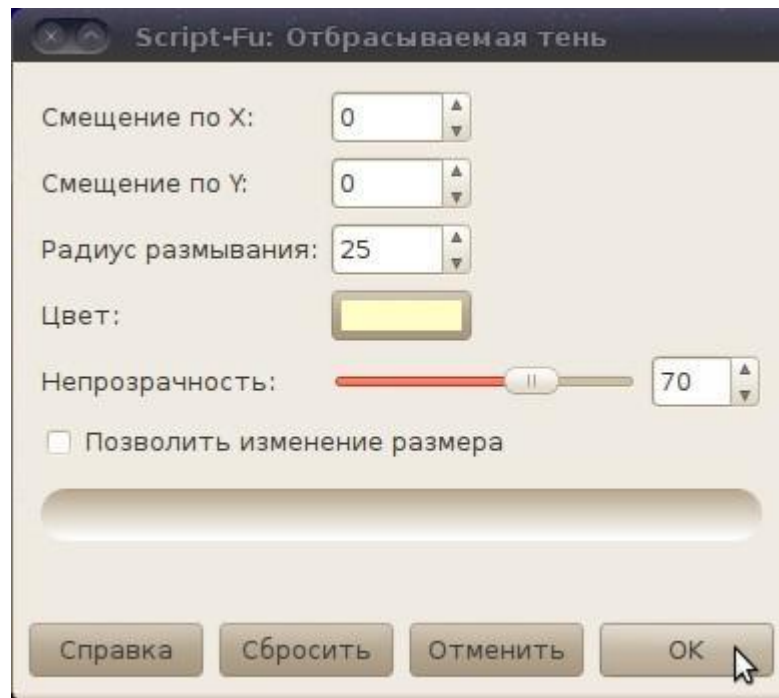 Script-Fu: Отбрасываемая тень
Смещение по X: 0
Смещение по Y: 0
Радиус размывания: 25
Цвет:
Непрозрачность: 70
Позволить изменение размера
Справка Сбросить Отменить OK